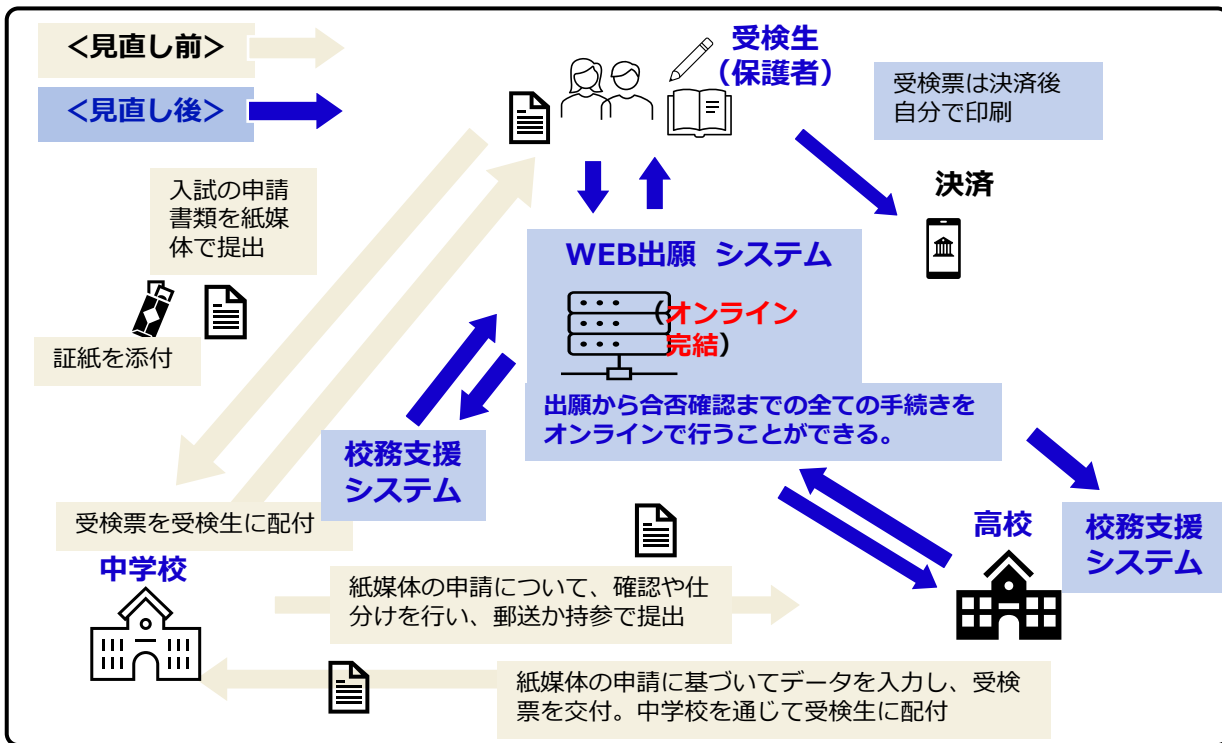 <見直し前>
<見直し後>
受検生
（保護者）
受検票は決済後
自分で印刷
入試の申請
書類を紙媒
体で提出
決済
WEB出願 システム
（オンライン
完結）
証紙を添付
出願から合否確認までの全ての手続きを
オンラインで行うことができる。
校務支援
システム
受検票を受検生に配付
中学校
高校
校務支援
システム
紙媒体の申請について、確認や仕
分けを行い、郵送か持参で提出
紙媒体の申請に基づいてデータを入力し、受検
票を交付。中学校を通じて受検生に配付